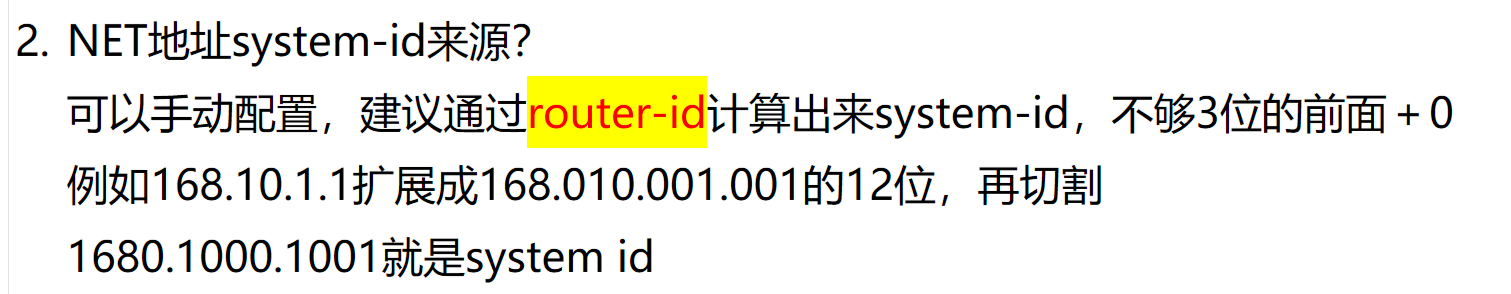 2. NET地址system-id来源?
可以手动配置，建议通过router-id计算出来system-id，不够3位的前面＋0
例如168.10.1.1扩展成168.010.001.001的12位，再切割
1680.1000.1001就是system id